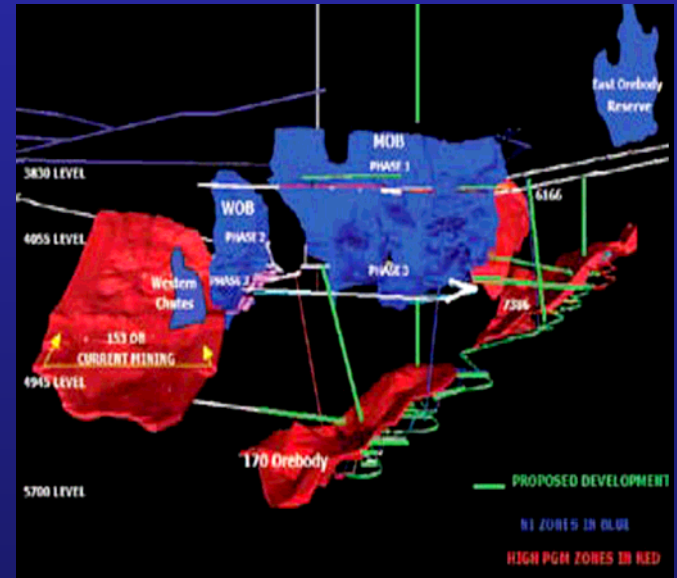 East Orebody
Reserve
MOB
PHASE 1
3830 LEVEL
6166
WOB
4055 LEVEL
PHASE 2
PHASE 3
PHASE 3
Western
Chutes
7386
153 OB
CURRENT MINING
4945 LEVEL
170 Orebody
PROPOSED DEVELOPMENT
5700 LEVEL
NI ZONES IN BLUE
HIGH PGM ZONES IN RED